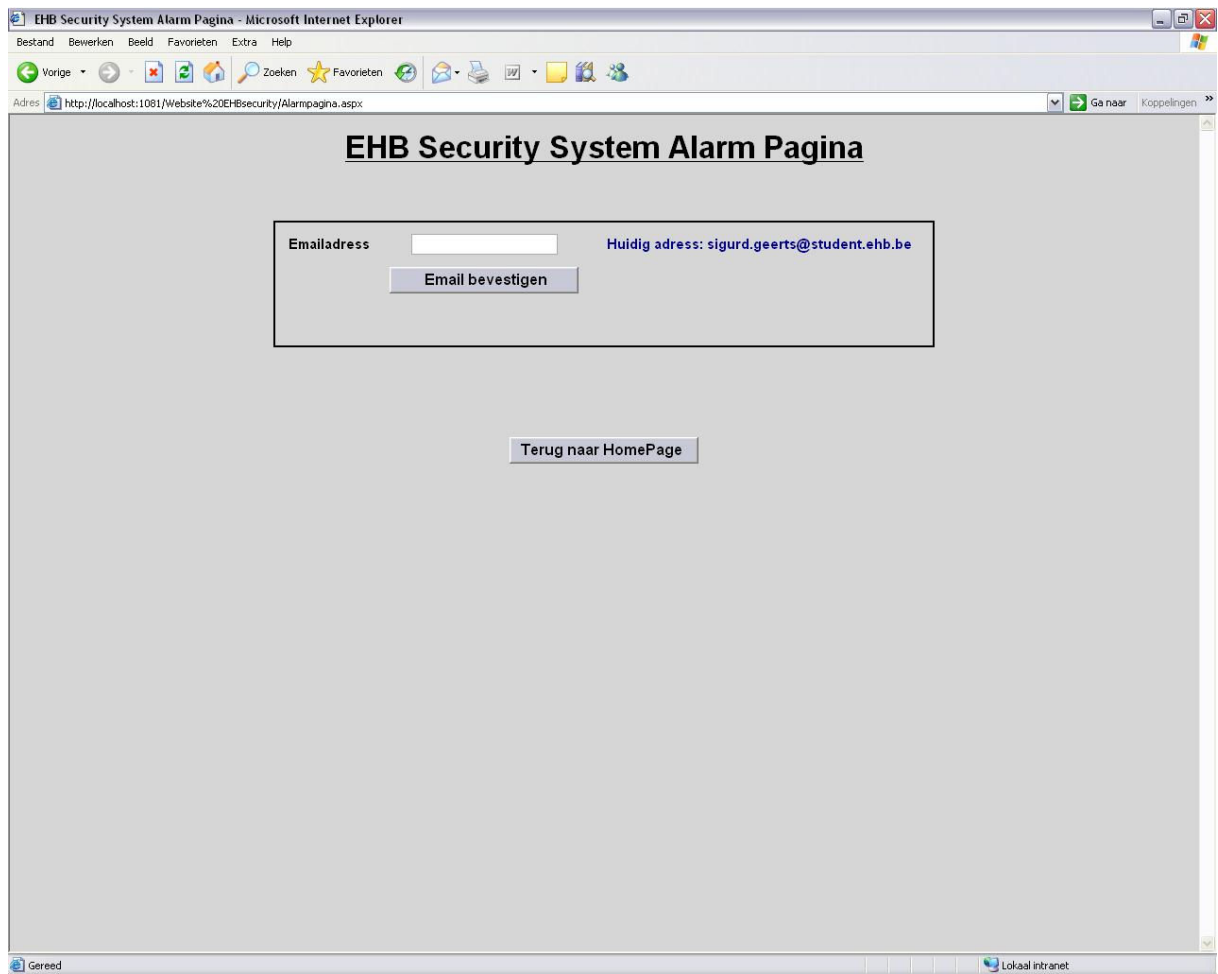 EHB Security System Alarm Pagina - Microsoft Internet Explorer
Bestand Bewerken Beeld Favorieten Extra Help
Vorige Zoeken Favorieten
Adres http://localhost:1081/Website%20EHBsecurity/Alarmpagina.aspx Ga naar Koppelingen »
EHB Security System Alarm Pagina
Emailadress Huidig adress: sigurd.geerts@student.ehb.be
Email bevestigen
Terug naar HomePage
Gereed Lokaal intranet